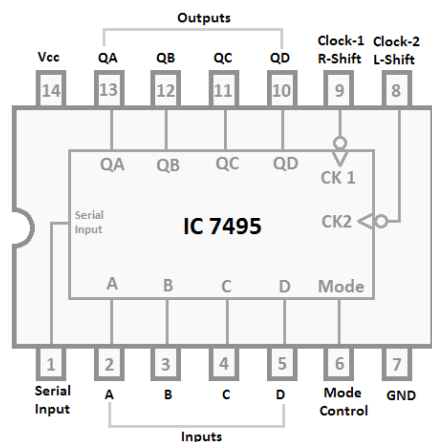 Outputs
Vcc QA QB QC QD Clock-1 Clock-2
R-Shift L-Shift
14 13 12 11 10 9 8
QA QB QC QD CK 1
Serial
Input
IC 7495
CK2
A B C D Mode
1 2 3 4 5 6 7
Serial
Input
A B C D
Mode
Control
GND
Inputs